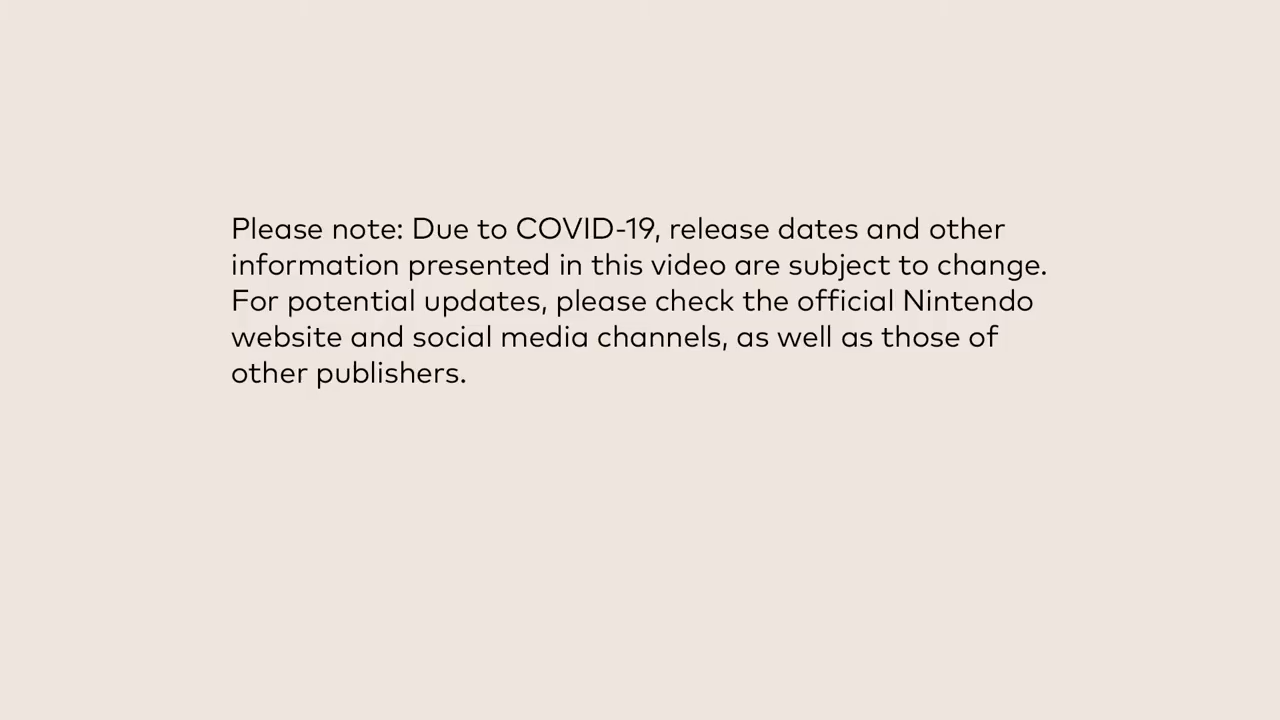 Please note: Due to COVID-19, release dates and other
information presented in this video are subject to change.
For potential updates, please check the official Nintendo
website and social media channels, as well as those of
other publishers.